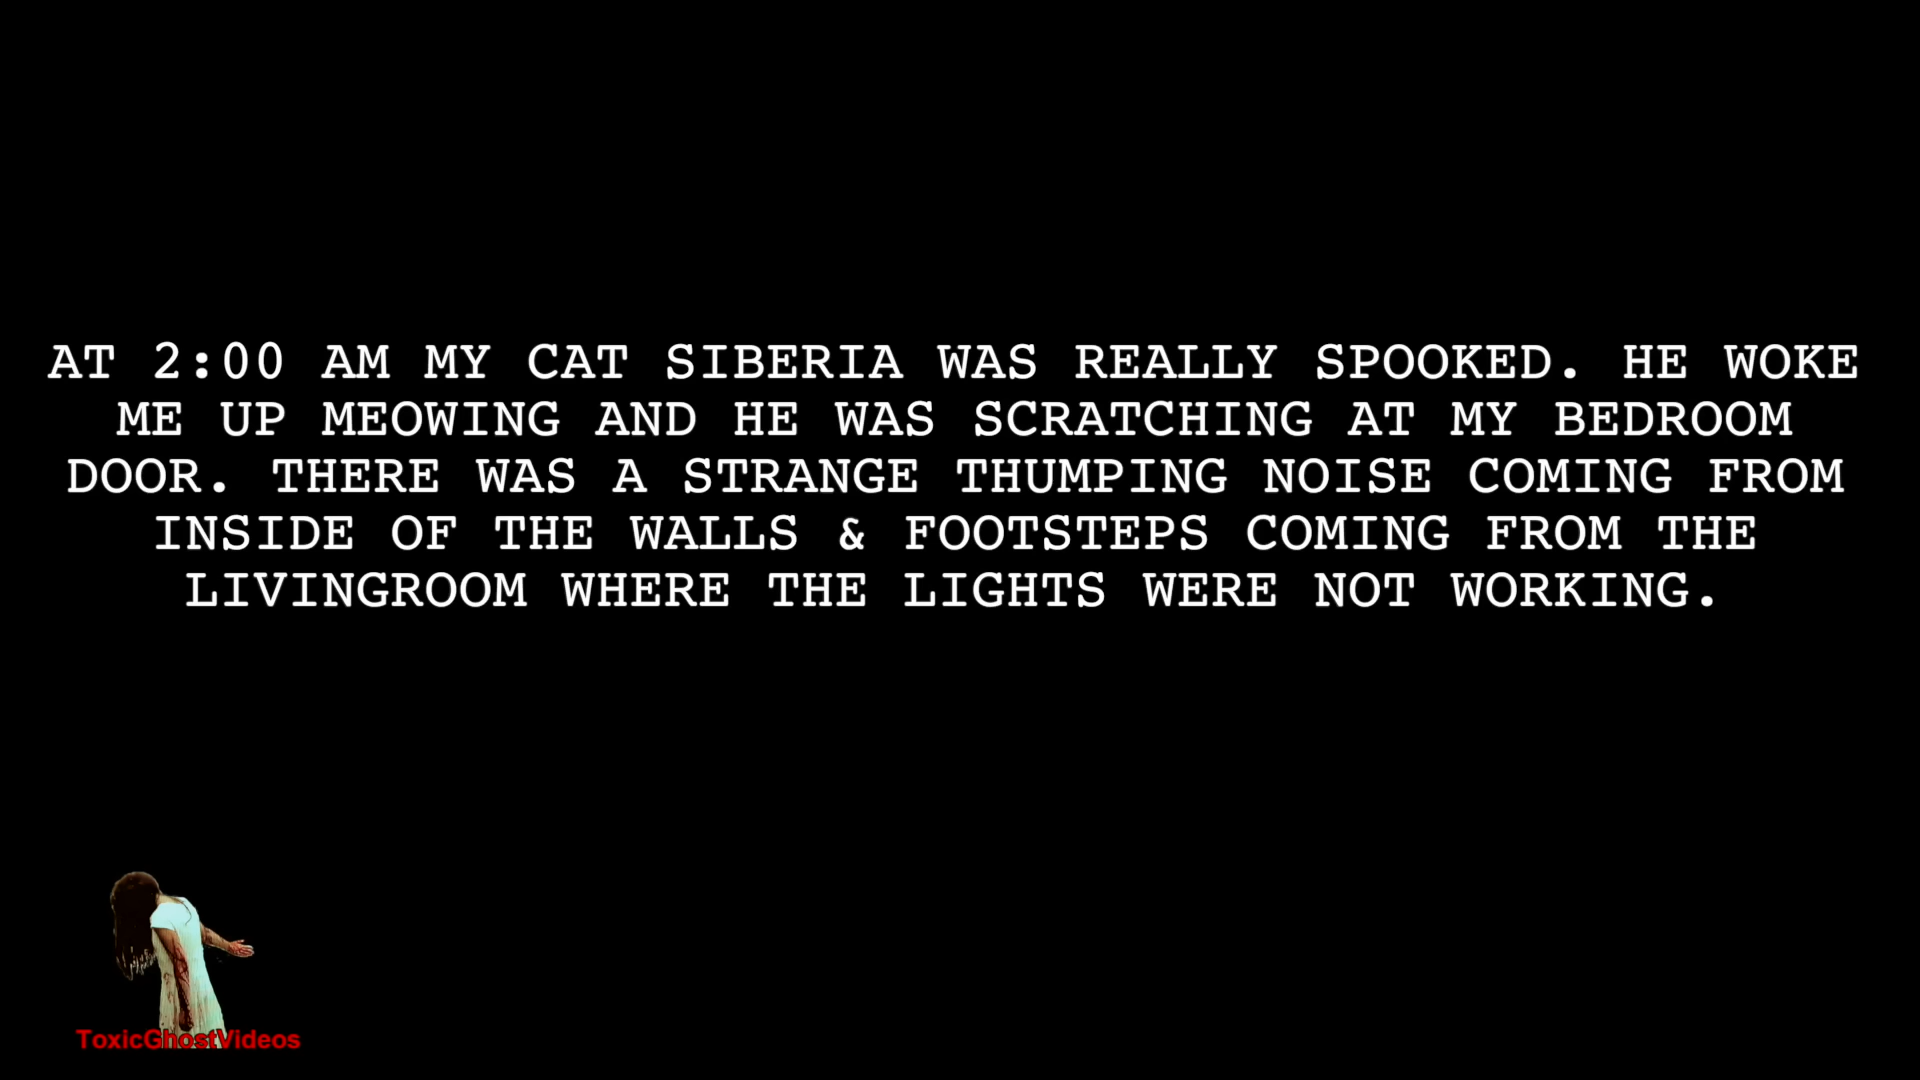 AT 2:00 AM MY CAT SIBERIA WAS REALLY SPOOKED. HE WOKE
ME UP MEOWING AND HE WAS SCRATCHING AT MY BEDROOM
DOOR. THERE WAS A STRANGE THUMPING NOISE COMING FROM
INSIDE OF THE WALLS & FOOTSTEPS COMING FROM THE
LIVINGROOM WHERE THE LIGHTS WERE NOT WORKING.
ToxicGhostVideos